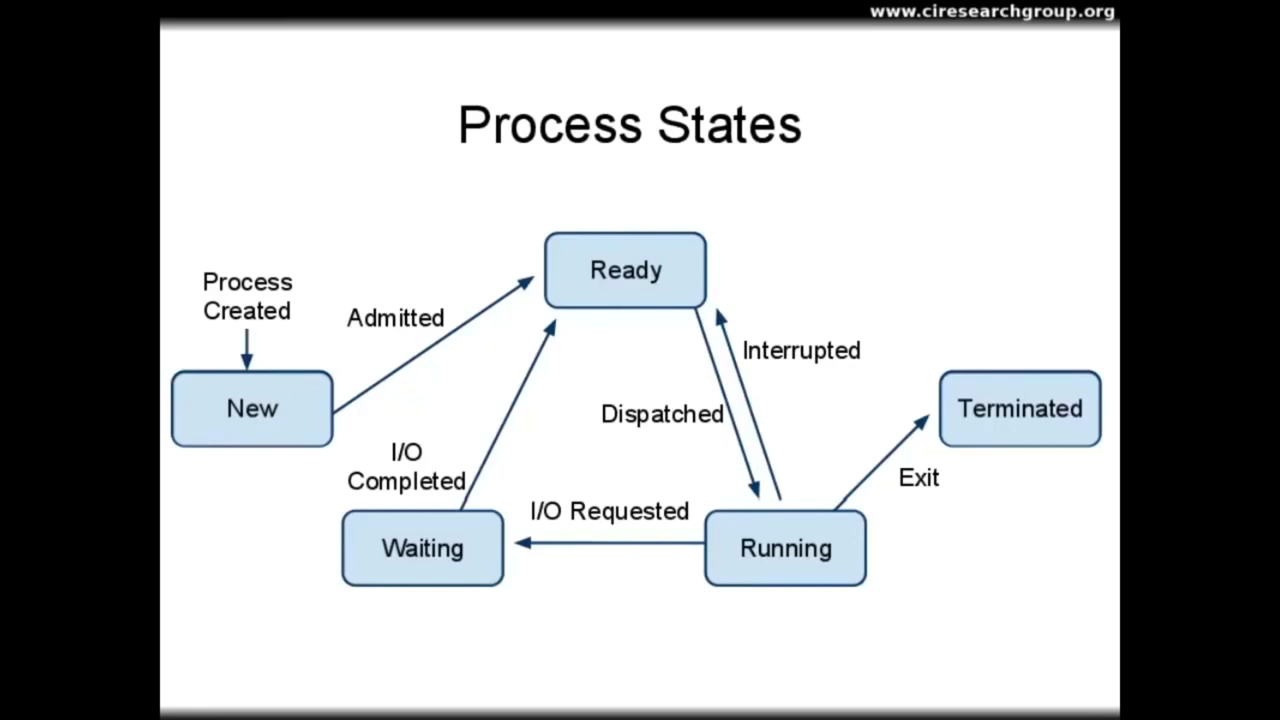 www.ciresearchgroup.org
Process States
Ready
Process
Created
Admitted
Interrupted
New
Dispatched
Terminated
I/O
Completed
Exit
I/O Requested
Waiting
Running